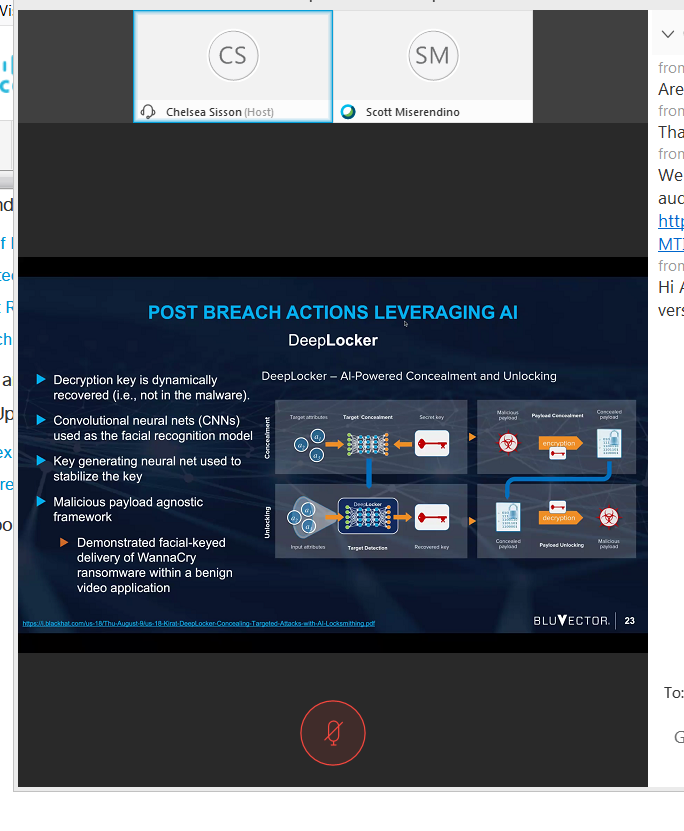 CS
SM
Chelsea Sisson (Host)
Scott Miserendino
POST BREACH ACTIONS LEVERAGING AI
DeepLocker
Decryption key is dynamically
recovered (i.e., not in the malware).
Convolutional neural nets (CNNs)
used as the facial recognition model
Key generating neural net used to
stabilize the key
Malicious payload agnostic
framework
Demonstrated facial-keyed
delivery of WannaCry
ransomware within a benign
video application
DeepLocker – AI-Powered Concealment and Unlocking
Concealment
Target attributes
Target Concealment
Secret key
Malicious
payload
Payload Concealment
Concealed
payload
encryption
Unlocking
DeepLocker
Input attributes
Target Detection
Recovered key
decryption
Concealed
payload
Payload Unlocking
Malicious
payload
https://i.blackhat.com/us-18/Thu-August-9/us-18-Kirat-DeepLocker-Concealing-Targeted-Attacks-with-AI-Locksmithing.pdf
BLUVECTOR
23
from
Are
from
Tha
from
We
aud
http
MTI
from
Hi A
vers
To:
G